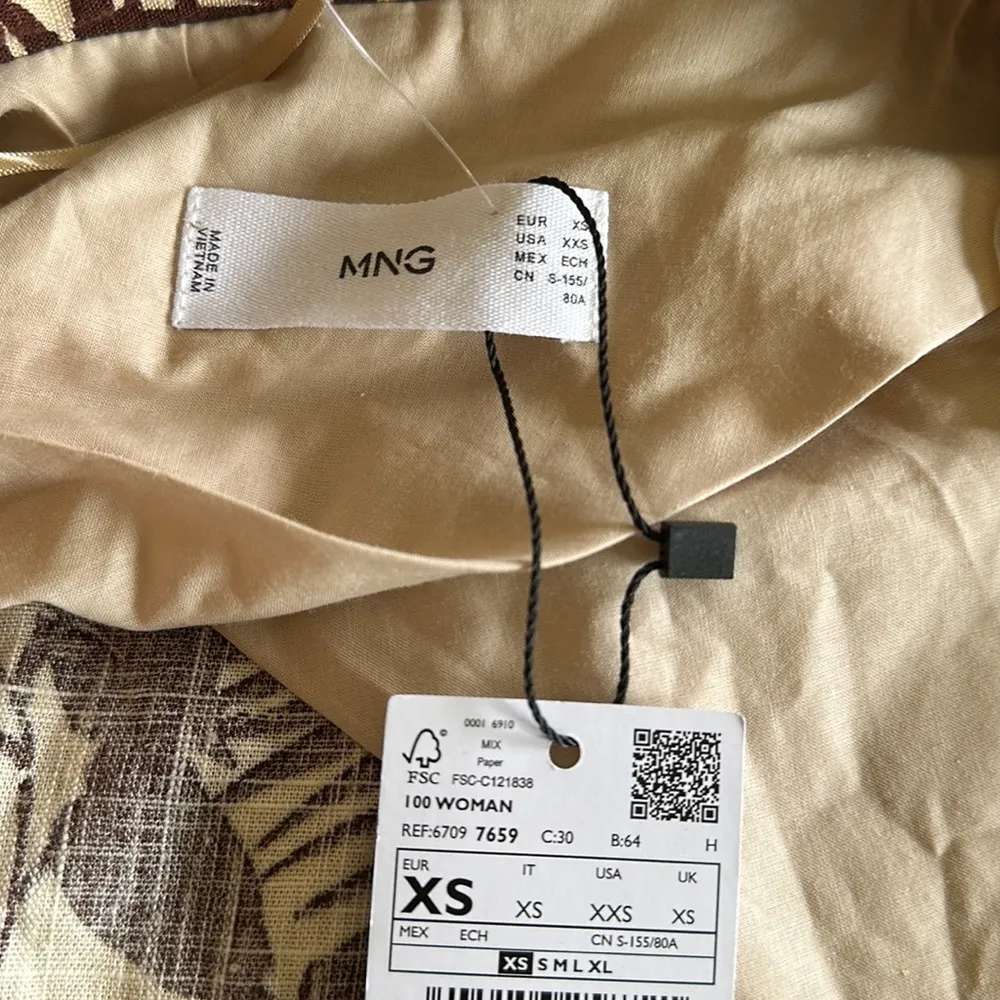 MADE IN
VIETNAM
MNG
EUR XS
USA XXS
MEX ECH
CN S-155/
80A
0001 6910
MIX
Paper
FSC FSC-C121838
100 WOMAN
REF:6709 7659 C:30 B:64 H
EUR IT USA UK
XS XS XXS XS
MEX ECH CN S-155/80A
XS S M L XL